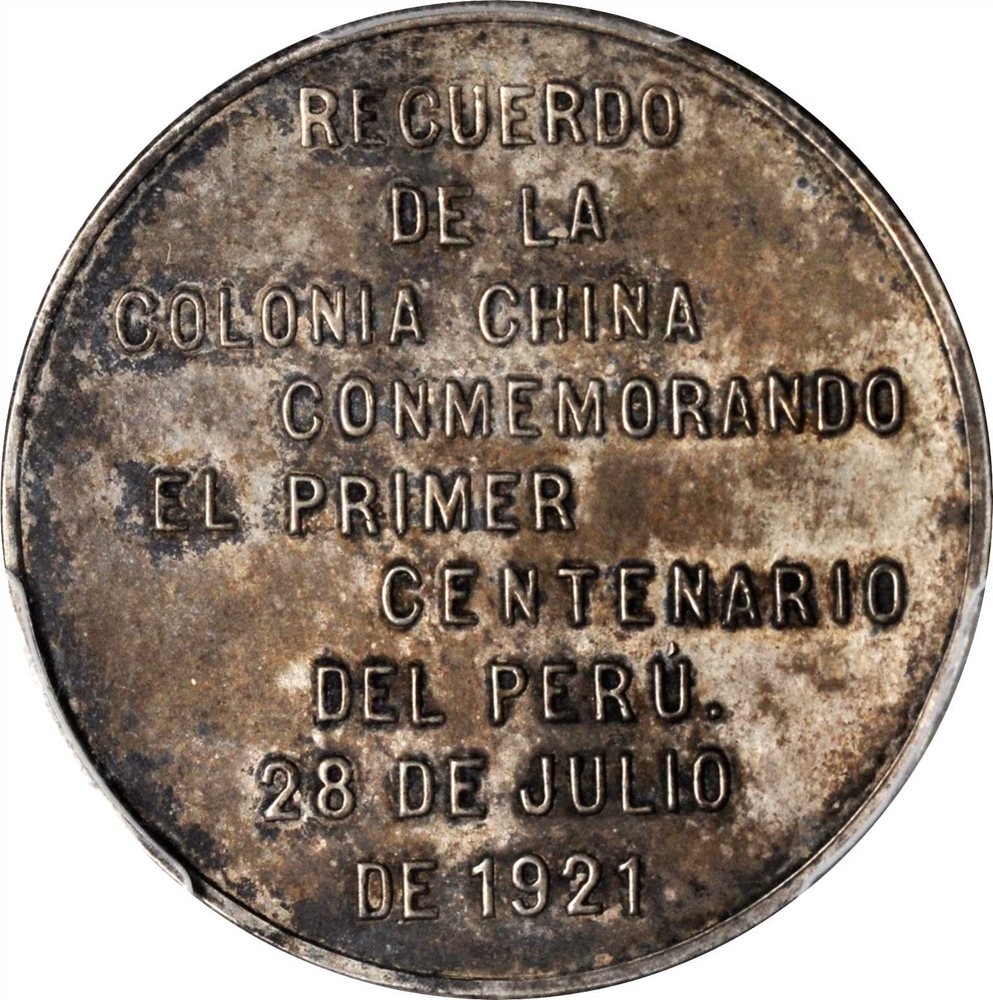 RECUERDO
DE LA
COLONIA CHINA
CONMEMORANDO
EL PRIMER
CENTENARIO
DEL PERÚ.
28 DE JULIO
DE 1921